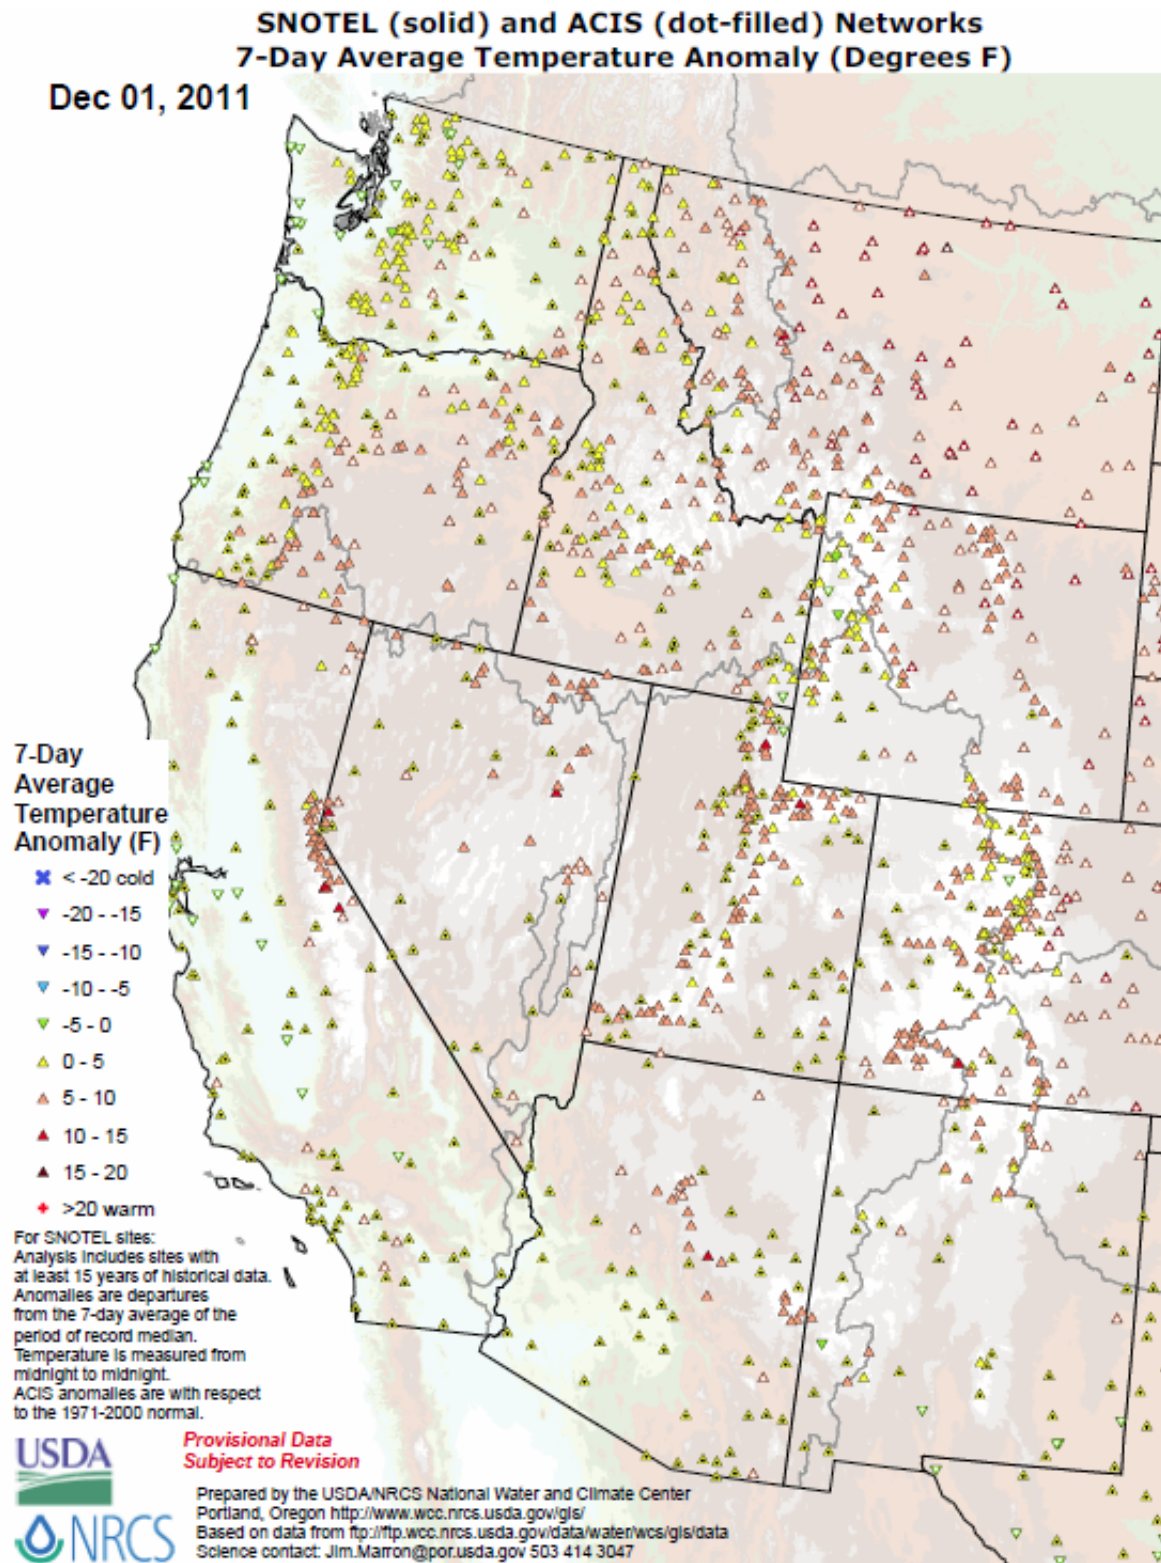 SNOTEL (solid) and ACIS (dot-filled) Networks
7-Day Average Temperature Anomaly (Degrees F)
Dec 01, 2011
7-Day
Average
Temperature
Anomaly (F)
< -20 cold
-20 - -15
-15 - -10
-10 - -5
-5 - 0
0 - 5
5 - 10
10 - 15
15 - 20
>20 warm
For SNOTEL sites:
Analysis includes sites with
at least 15 years of historical data.
Anomalies are departures
from the 7-day average of the
period of record median.
Temperature is measured from
midnight to midnight.
ACIS anomalies are with respect
to the 1971-2000 normal.
USDA
NRCS
Provisional Data
Subject to Revision
Prepared by the USDA/NRCS National Water and Climate Center
Portland, Oregon http://www.wcc.nrcs.usda.gov/gis/
Based on data from ftp://ftp.wcc.nrcs.usda.gov/data/water/wcs/gis/data
Science contact: Jim.Marron@por.usda.gov 503 414 3047